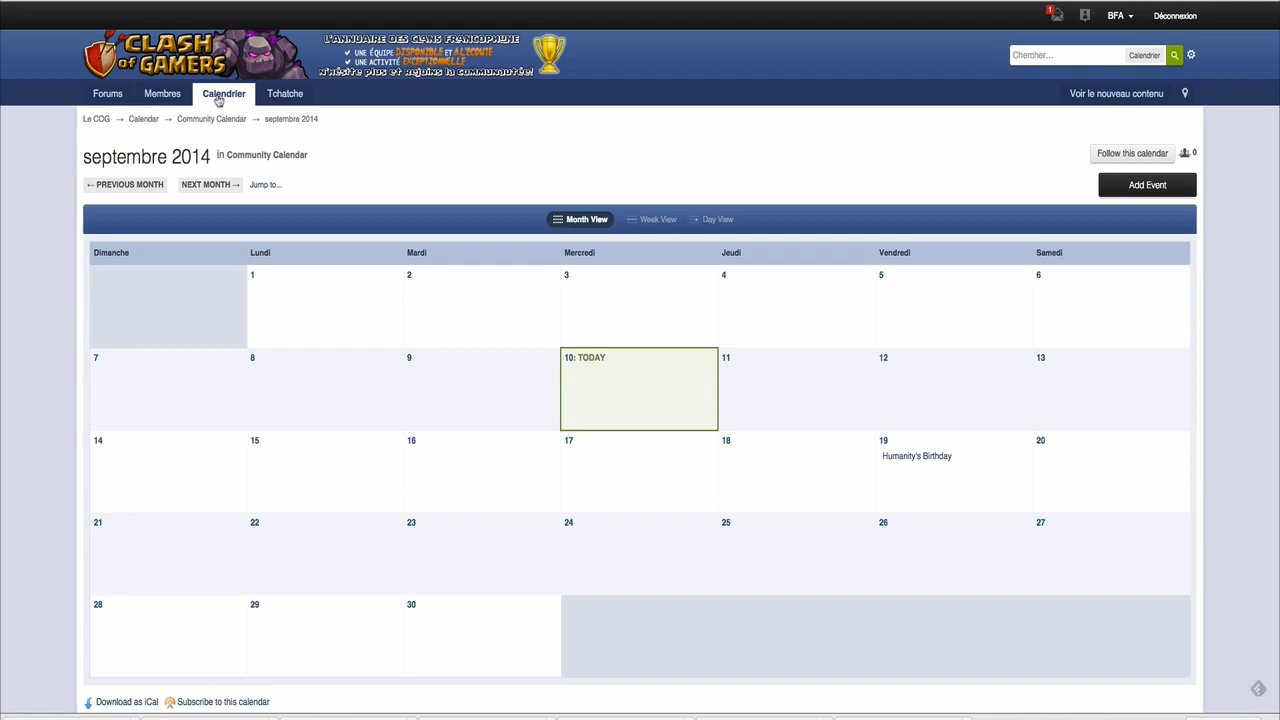 1 BFA Déconnexion
CLASH OF GAMERS
L'ANNUAIRE DES CLANS FRANCOPHONE
✓ UNE ÉQUIPE DISPONIBLE ET A L'ECOUTE
✓ UNE ACTIVITÉ EXCEPTIONNELLE
N'HÉSITE PLUS ET REJOINS LA COMMUNAUTÉ!
Chercher... Calendrier
Forums Membres Calendrier Tchatche Voir le nouveau contenu
Le COG → Calendar → Community Calendar → septembre 2014
septembre 2014 in Community Calendar Follow this calendar 0
← PREVIOUS MONTH NEXT MONTH → Jump to... Add Event
Month View Week View Day View
Dimanche Lundi Mardi Mercredi Jeudi Vendredi Samedi
1 2 3 4 5 6
7 8 9 10: TODAY 11 12 13
14 15 16 17 18 19 20
Humanity's Birthday
21 22 23 24 25 26 27
28 29 30
Download as iCal Subscribe to this calendar